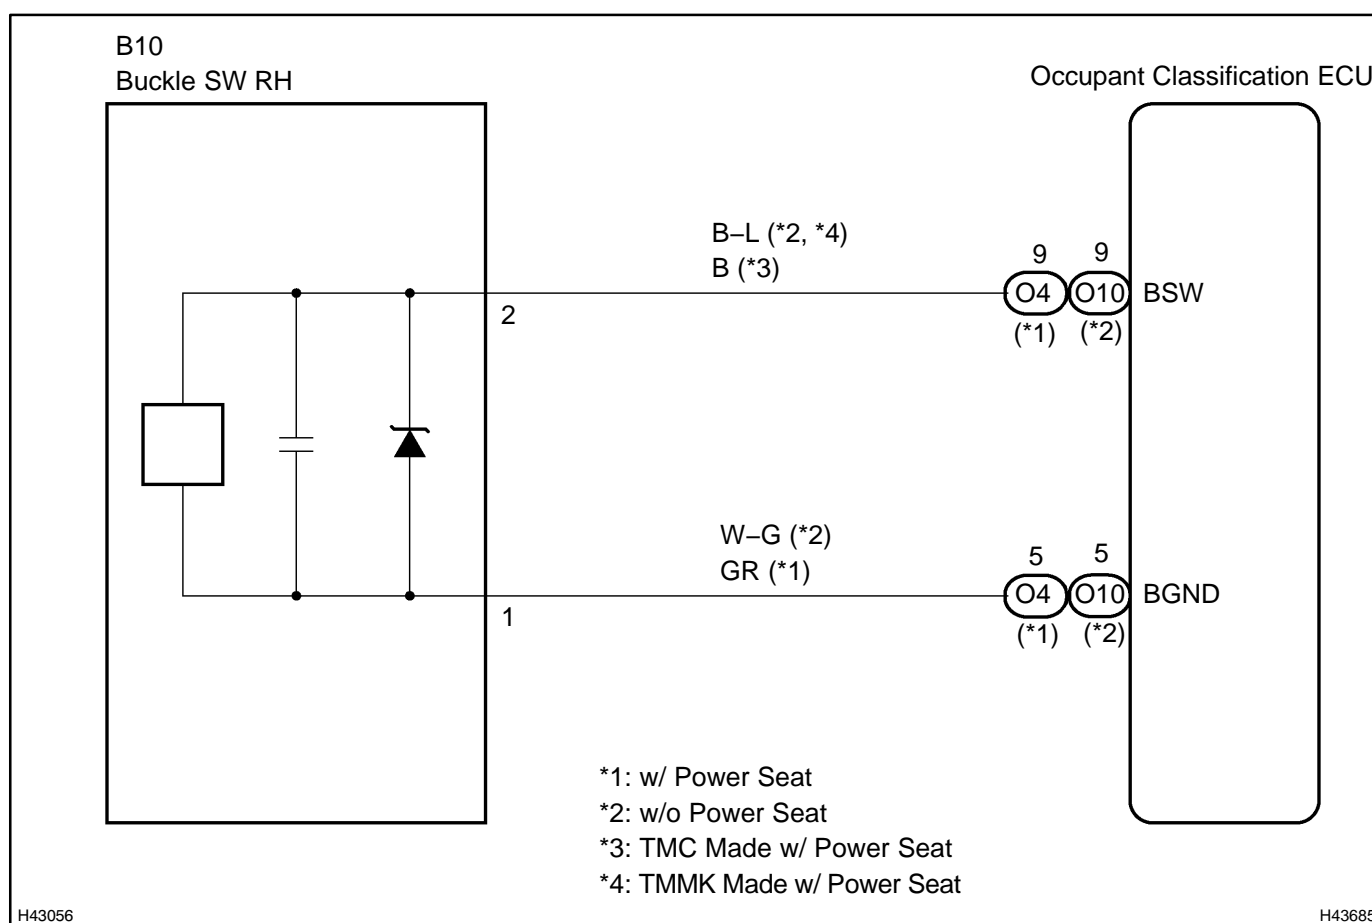 B10
Buckle SW RH
Occupant Classification ECU
B–L (*2, *4)
B (*3)
9 9
2
O4 O10 BSW
(*1) (*2)
W–G (*2)
GR (*1)
5 5
1
O4 O10 BGND
(*1) (*2)
*1: w/ Power Seat
*2: w/o Power Seat
*3: TMC Made w/ Power Seat
*4: TMMK Made w/ Power Seat
H43056
H43685